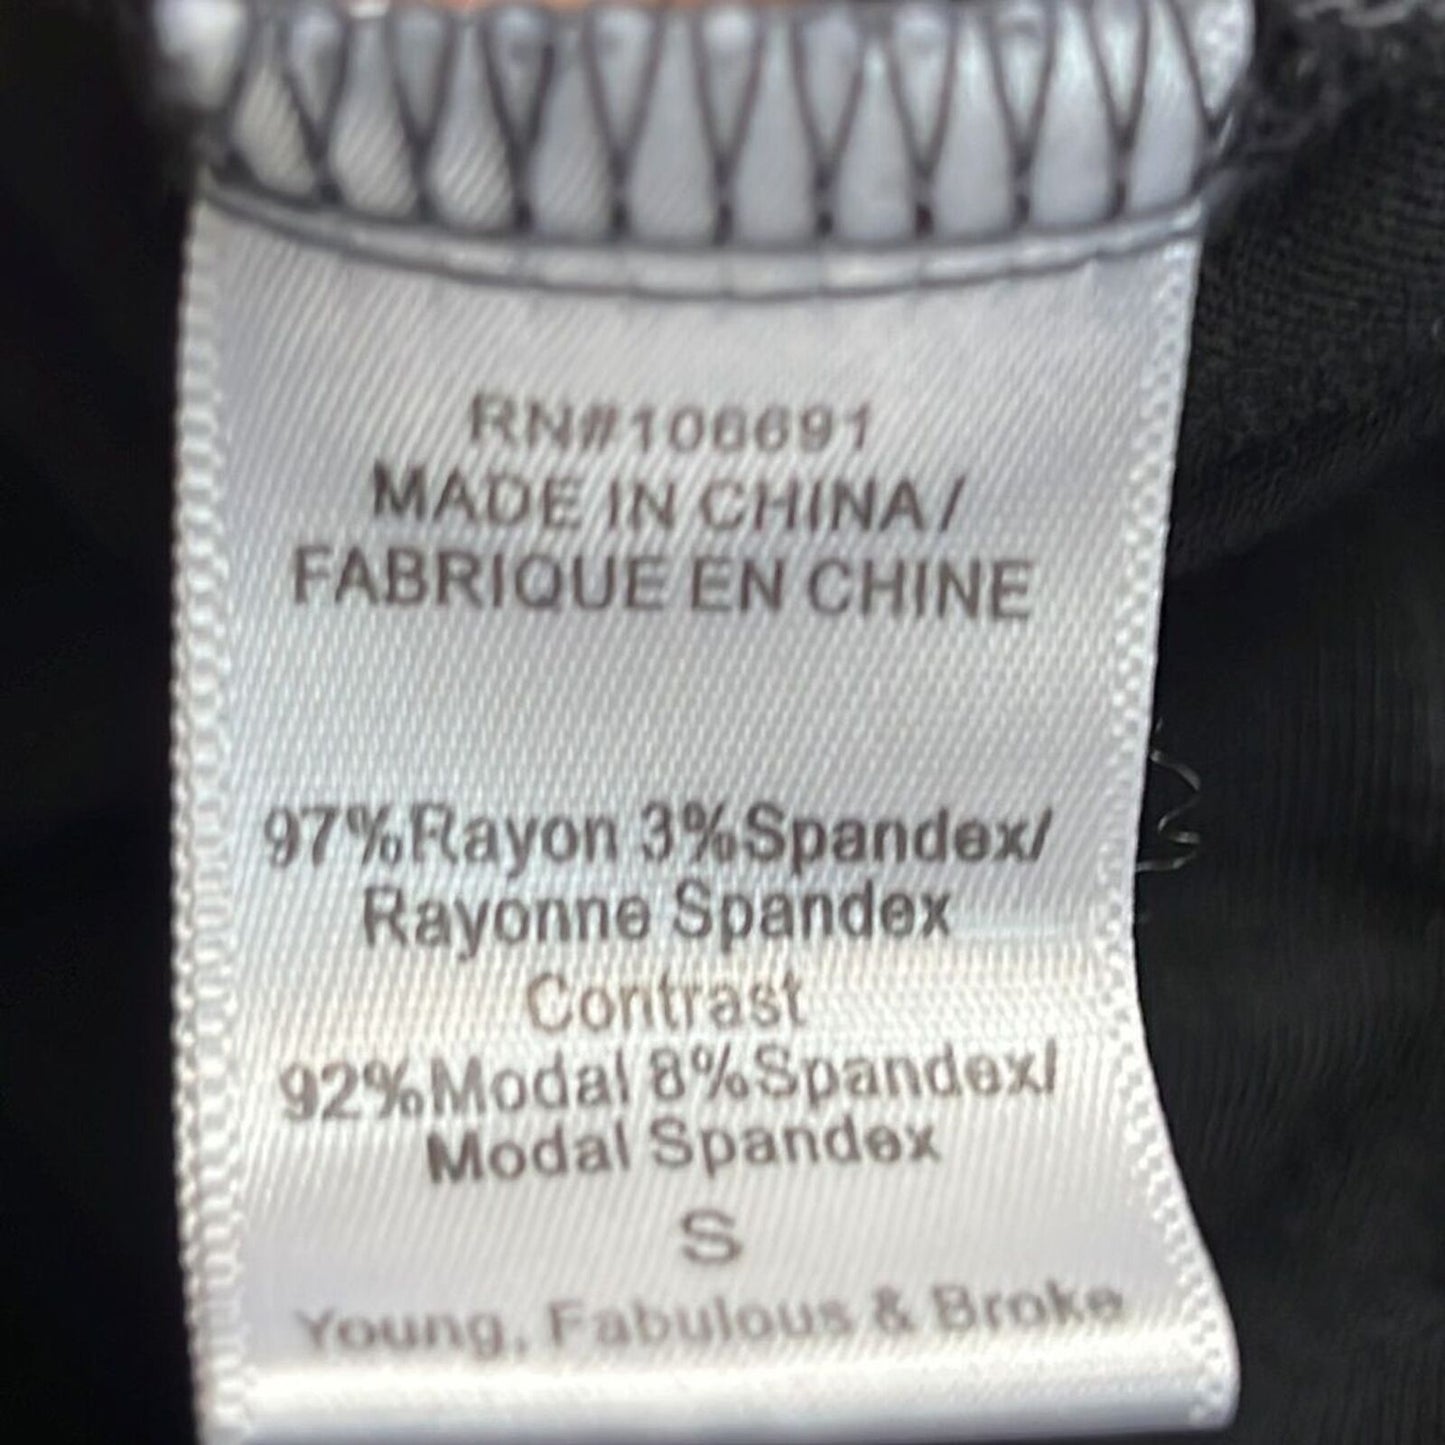 RN#106691
MADE IN CHINA/
FABRIQUE EN CHINE
97%Rayon 3%Spandex/
Rayonne Spandex
Contrast
92%Modal 8%Spandex/
Modal Spandex
S
Young, Fabulous & Broke